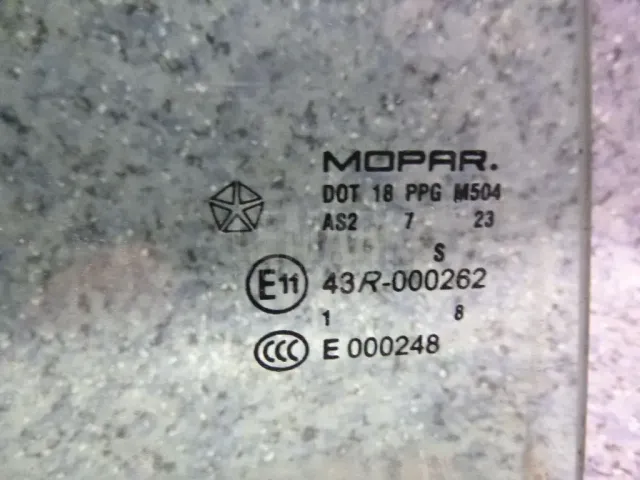 MOPAR.
DOT 18 PPG M504
AS2 7 23
S
E11 43R-000262
1 8
CCC E 000248